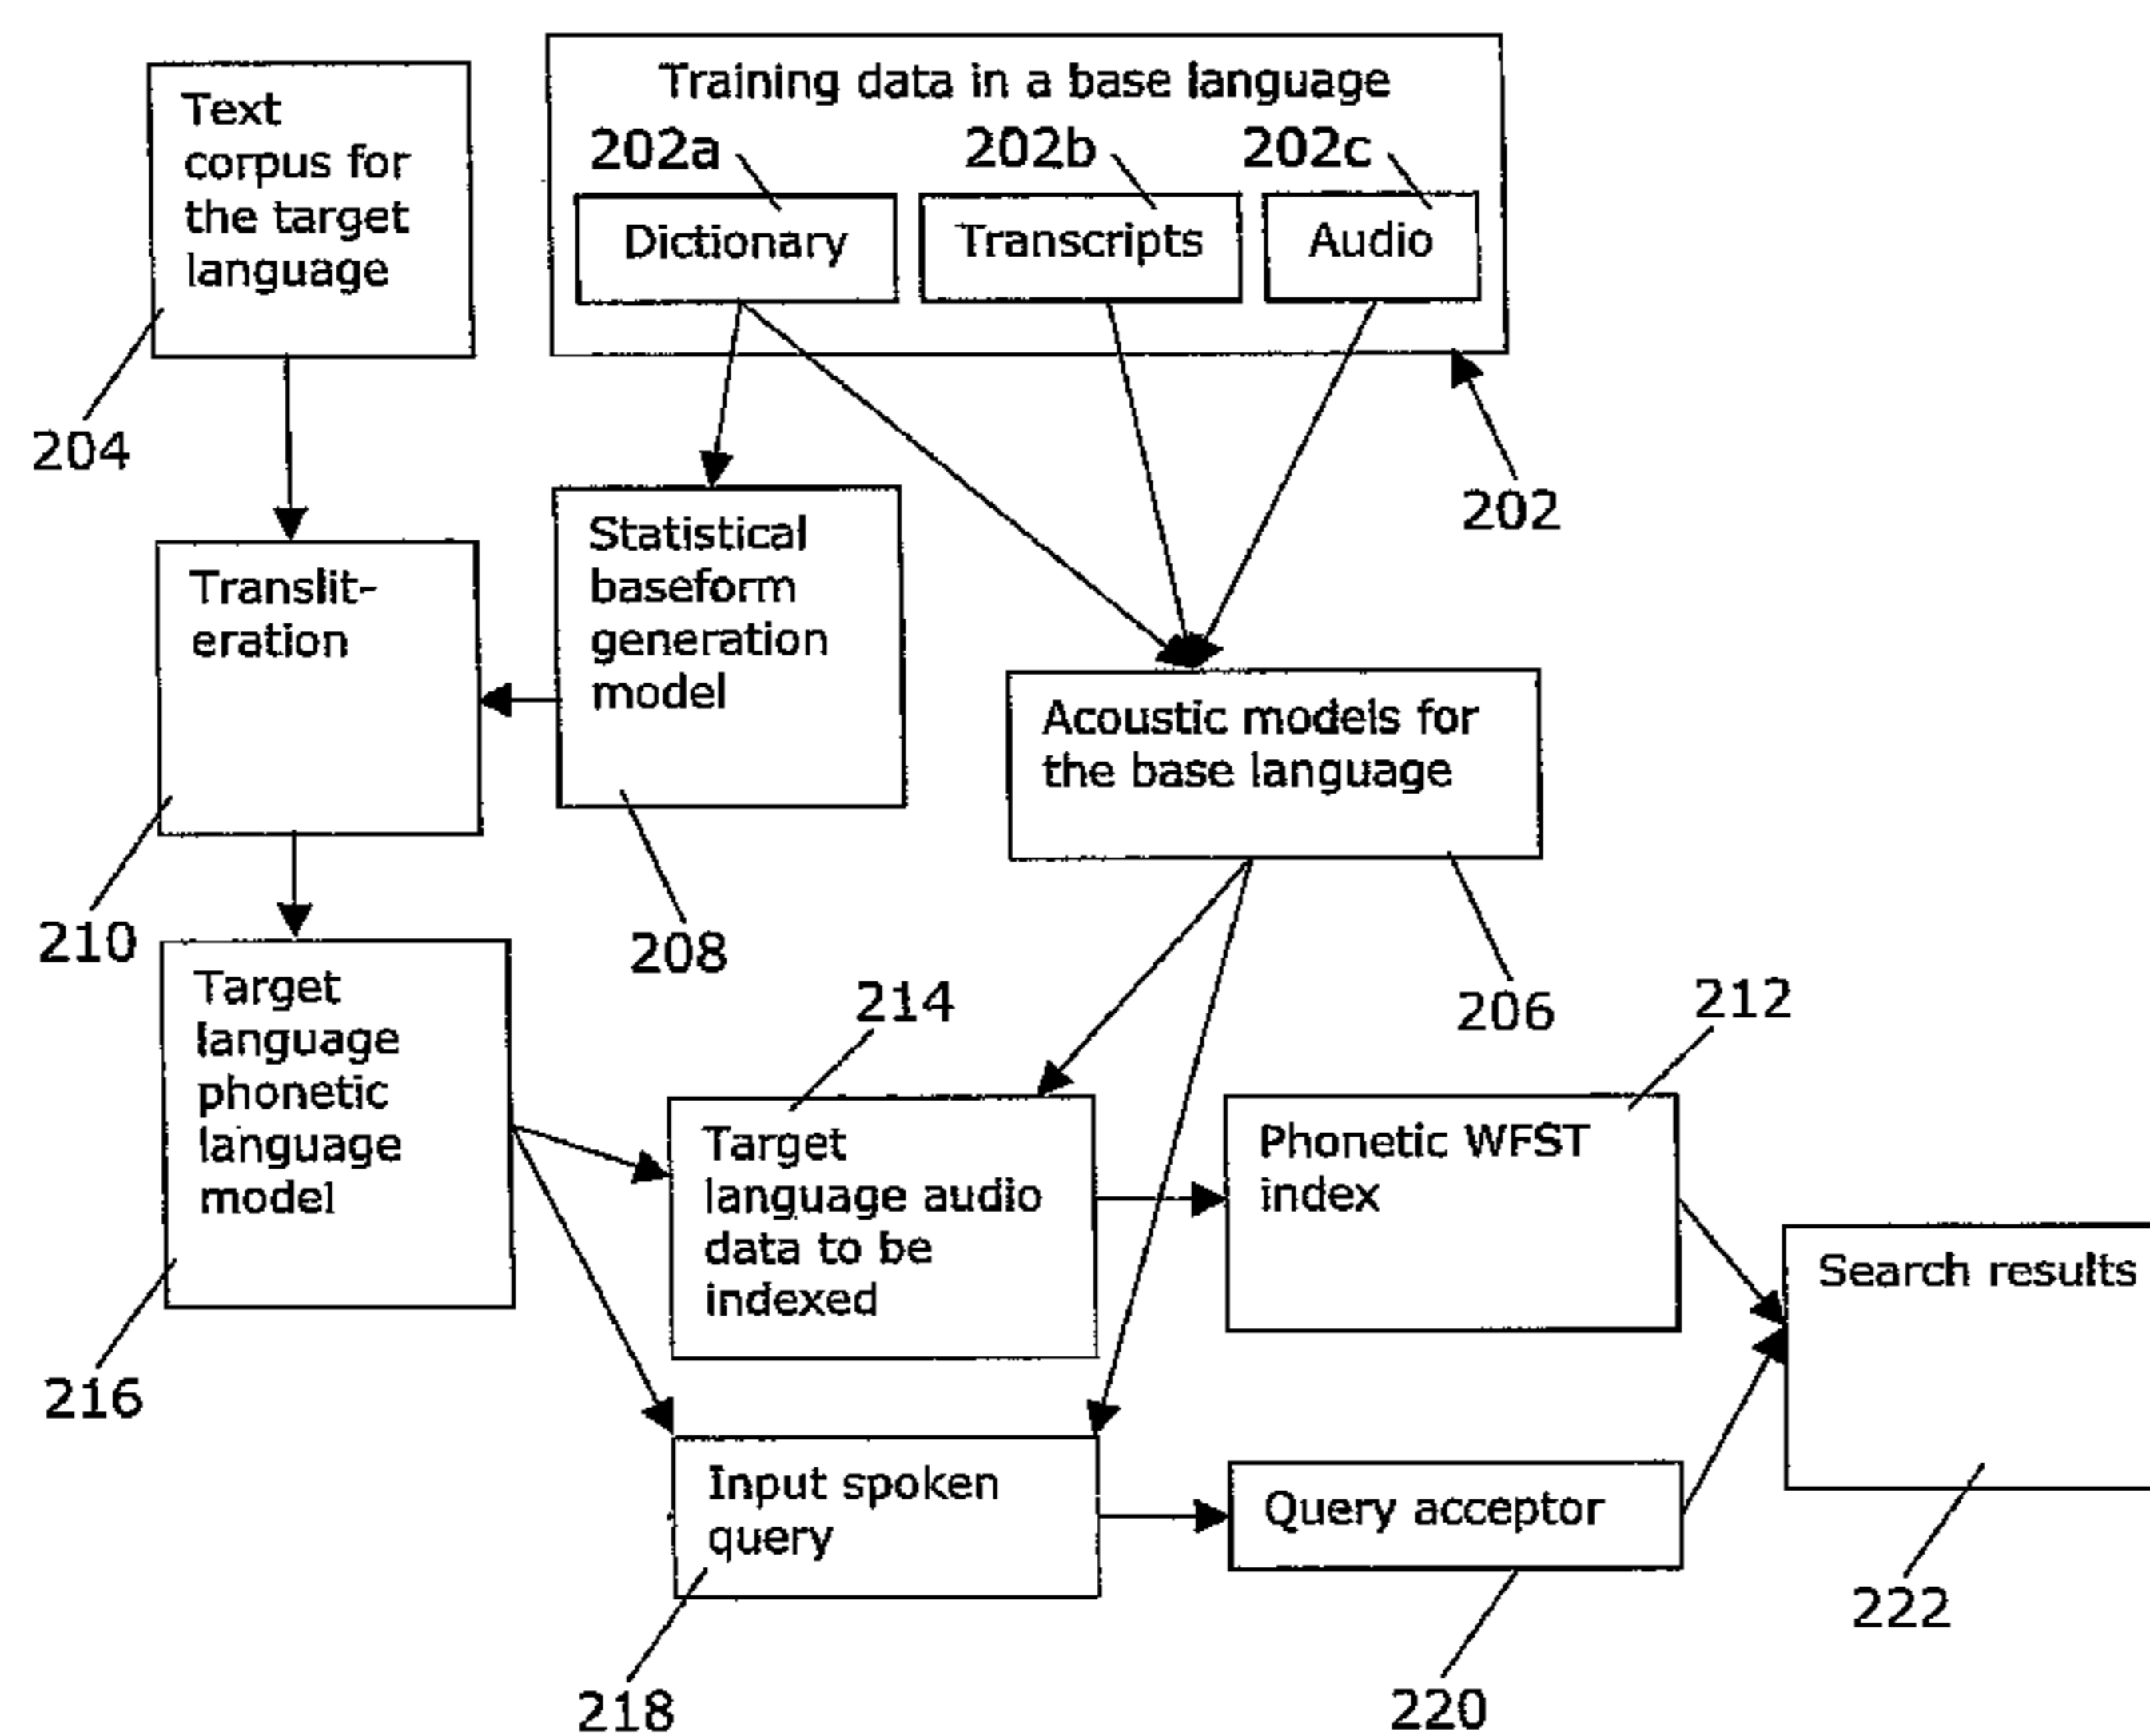 Text
corpus for
the target
language
204
Training data in a base language
202a
202b
202c
Dictionary
Transcripts
Audio
202
Translit-
eration
210
Statistical
baseform
generation
model
208
Acoustic models for
the base language
206
Target
language
phonetic
language
model
216
214
Target
language audio
data to be
indexed
212
Phonetic WFST
index
Search results
222
Input spoken
query
218
Query acceptor
220